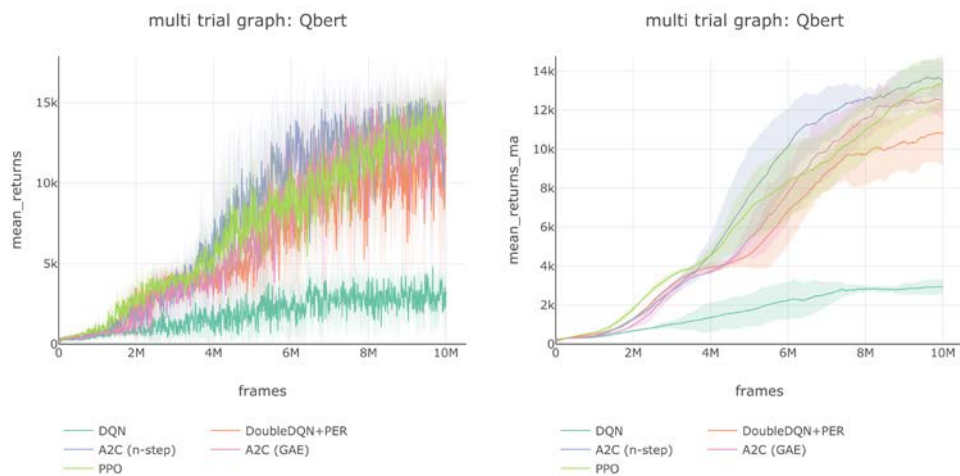 multi trial graph: Qbert
mean_returns
15k
10k
5k
0
0 2M 4M 6M 8M 10M
frames
DQN DoubleDQN+PER
A2C (n-step) A2C (GAE)
PPO
multi trial graph: Qbert
mean_returns_ma
14k
12k
10k
8k
6k
4k
2k
0
0 2M 4M 6M 8M 10M
frames
DQN DoubleDQN+PER
A2C (n-step) A2C (GAE)
PPO